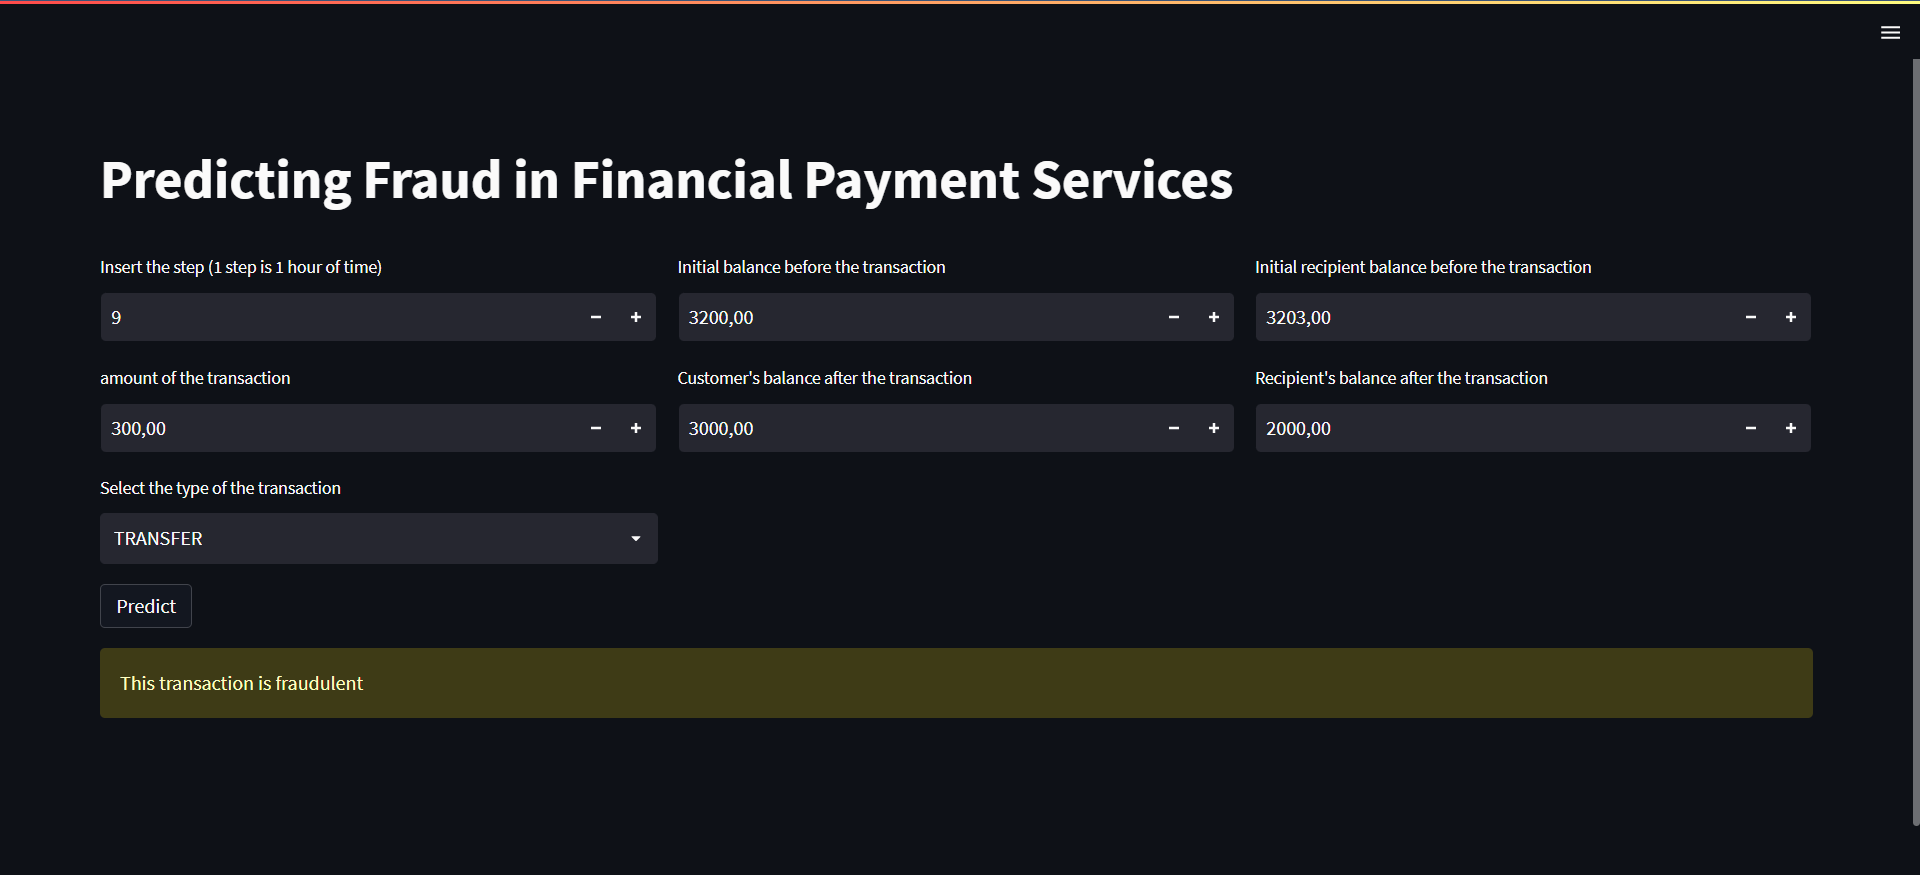 Predicting Fraud in Financial Payment Services
Insert the step (1 step is 1 hour of time)
Initial balance before the transaction
Initial recipient balance before the transaction
9
3200,00
3203,00
amount of the transaction
Customer's balance after the transaction
Recipient's balance after the transaction
300,00
3000,00
2000,00
Select the type of the transaction
TRANSFER
Predict
This transaction is fraudulent